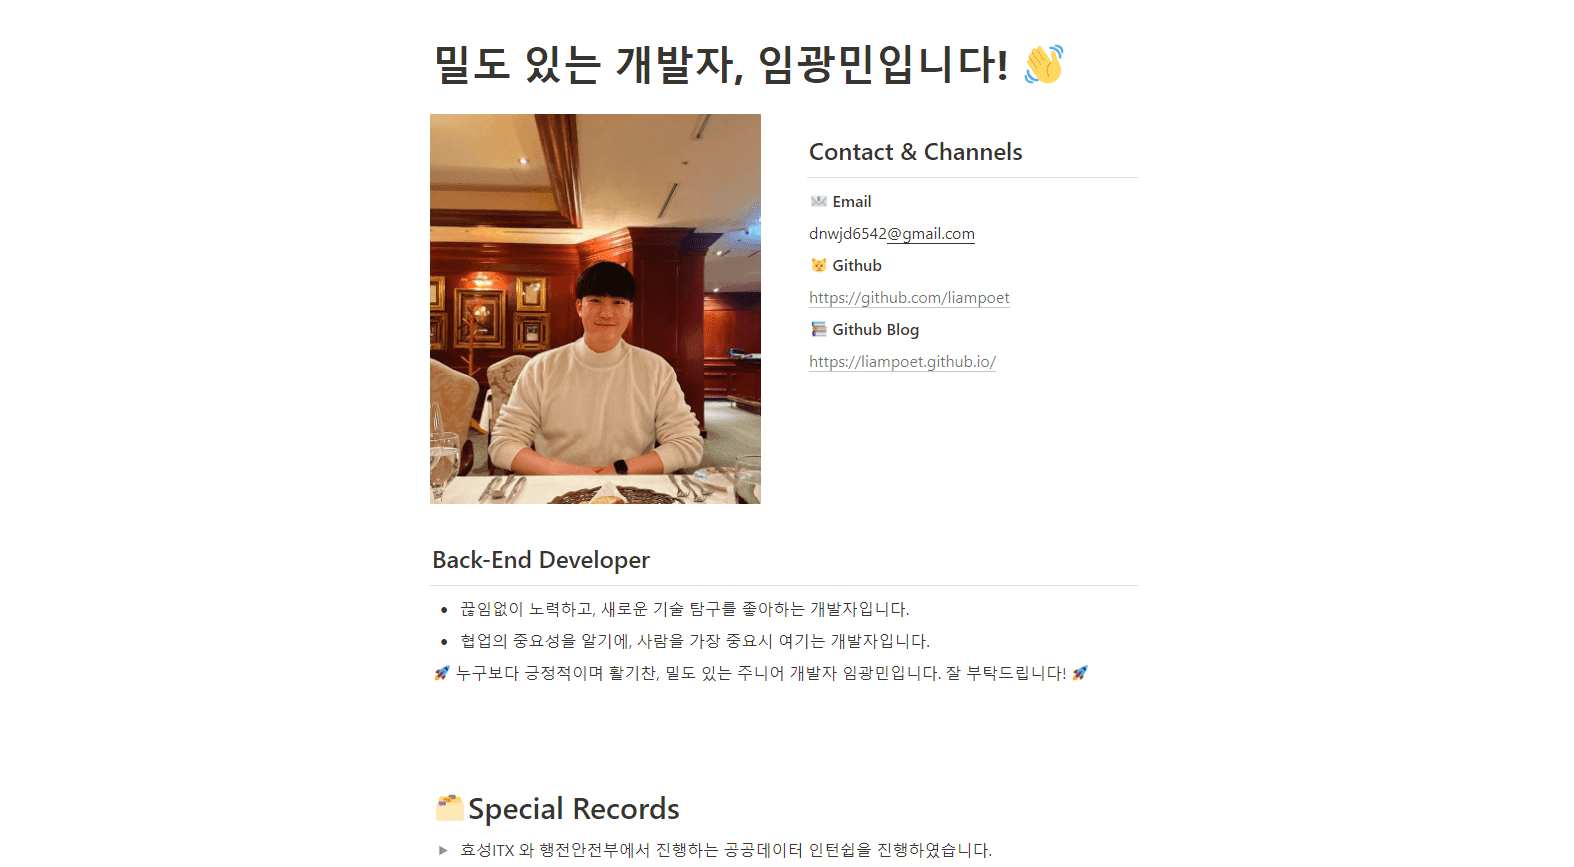 밀도 있는 개발자, 임광민입니다! 👋
Contact & Channels
📧 Email
dnwjd6542@gmail.com
🐱 Github
https://github.com/liampoet
📚 Github Blog
https://liampoet.github.io/
Back-End Developer
• 끊임없이 노력하고, 새로운 기술 탐구를 좋아하는 개발자입니다.
• 협업의 중요성을 알기에, 사람을 가장 중요시 여기는 개발자입니다.
🚀 누구보다 긍정적이며 활기찬, 밀도 있는 주니어 개발자 임광민입니다. 잘 부탁드립니다! 🚀
🗂️Special Records
▶ 효성ITX 와 행전안전부에서 진행하는 공공데이터 인턴쉽을 진행하였습니다.